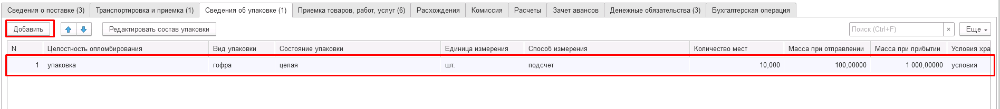 Сведения о поставке (3) Транспортировка и приемка (1) Сведения об упаковке (1) Приемка товаров, работ, услуг (6) Расхождения Комиссия Расчеты Зачет авансов Денежные обязательства (3) Бухгалтерская операция
Добавить Редактировать состав упаковки Поиск (Ctrl+F) × Еще
N Целостность опломбирования Вид упаковки Состояние упаковки Единица измерения Способ измерения Количество мест Масса при отправлении Масса при прибытии Условия хра
1 упаковка гофра целая шт. подсчет 10,000 100,00000 1 000,00000 условия